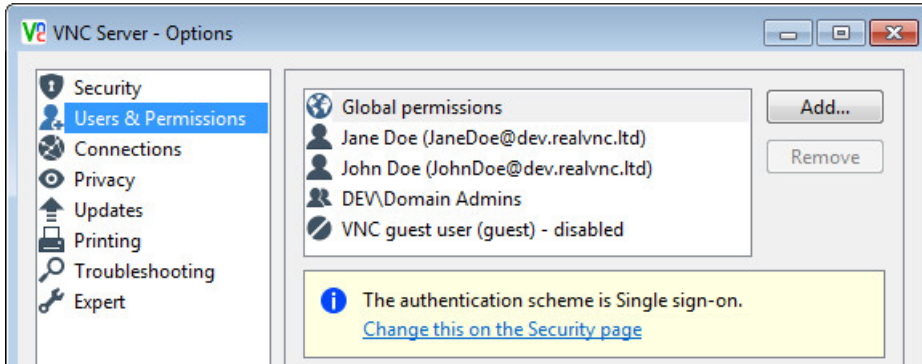 VNC Server - Options
Security
Users & Permissions
Connections
Privacy
Updates
Printing
Troubleshooting
Expert
Global permissions
Jane Doe (JaneDoe@dev.realvnc.ltd)
John Doe (JohnDoe@dev.realvnc.ltd)
DEV\Domain Admins
VNC guest user (guest) - disabled
Add...
Remove
The authentication scheme is Single sign-on.
Change this on the Security page